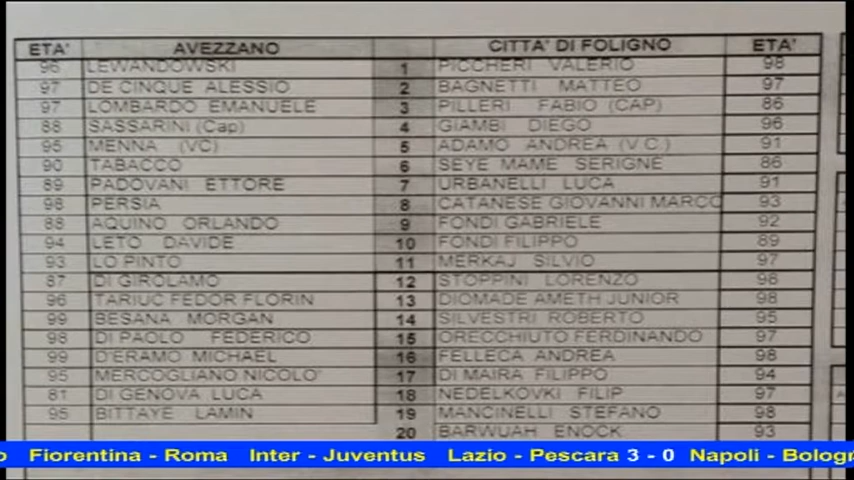 ETA' AVEZZANO CITTA' DI FOLIGNO ETA'
96 LEWANDOWSKI 1 PICCHERI VALERIO 98
97 DE CINQUE ALESSIO 2 BAGNETTI MATTEO 97
97 LOMBARDO EMANUELE 3 PILLERI FABIO (CAP) 86
88 SASSARINI (Cap) 4 GIAMBI DIEGO 96
95 MENNA (VC) 5 ADAMO ANDREA (V.C.) 91
90 TABACCO 6 SEYE MAME SERIGNE 86
89 PADOVANI ETTORE 7 URBANELLI LUCA 91
98 PERSIA 8 CATANESE GIOVANNI MARCO 93
88 AQUINO ORLANDO 9 FONDI GABRIELE 92
94 LETO DAVIDE 10 FONDI FILIPPO 89
93 LO PINTO 11 MERKAJ SILVIO 97
87 DI GIROLAMO 12 STOPPINI LORENZO 98
96 TARIUC FEDOR FLORIN 13 DIOMADE AMETH JUNIOR 98
99 BESANA MORGAN 14 SILVESTRI ROBERTO 95
98 DI PAOLO FEDERICO 15 ORECCHIUTO FERDINANDO 97
99 D'ERAMO MICHAEL 16 FELLECA ANDREA 98
95 MERCOGLIANO NICOLO' 17 DI MAIRA FILIPPO 94
81 DI GENOVA LUCA 18 NEDELKOVKI FILIP 97
95 BITTAYE LAMIN 19 MANCINELLI STEFANO 98
20 BARWUAH ENOCK 93
o Fiorentina - Roma Inter - Juventus Lazio - Pescara 3 - 0 Napoli - Bologn